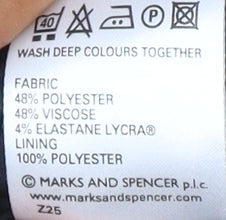 40 P
WASH DEEP COLOURS TOGETHER
FABRIC
48% POLYESTER
48% VISCOSE
4% ELASTANE LYCRA®
LINING
100% POLYESTER
© MARKS AND SPENCER p.l.c.
www.marksandspencer.com
Z25